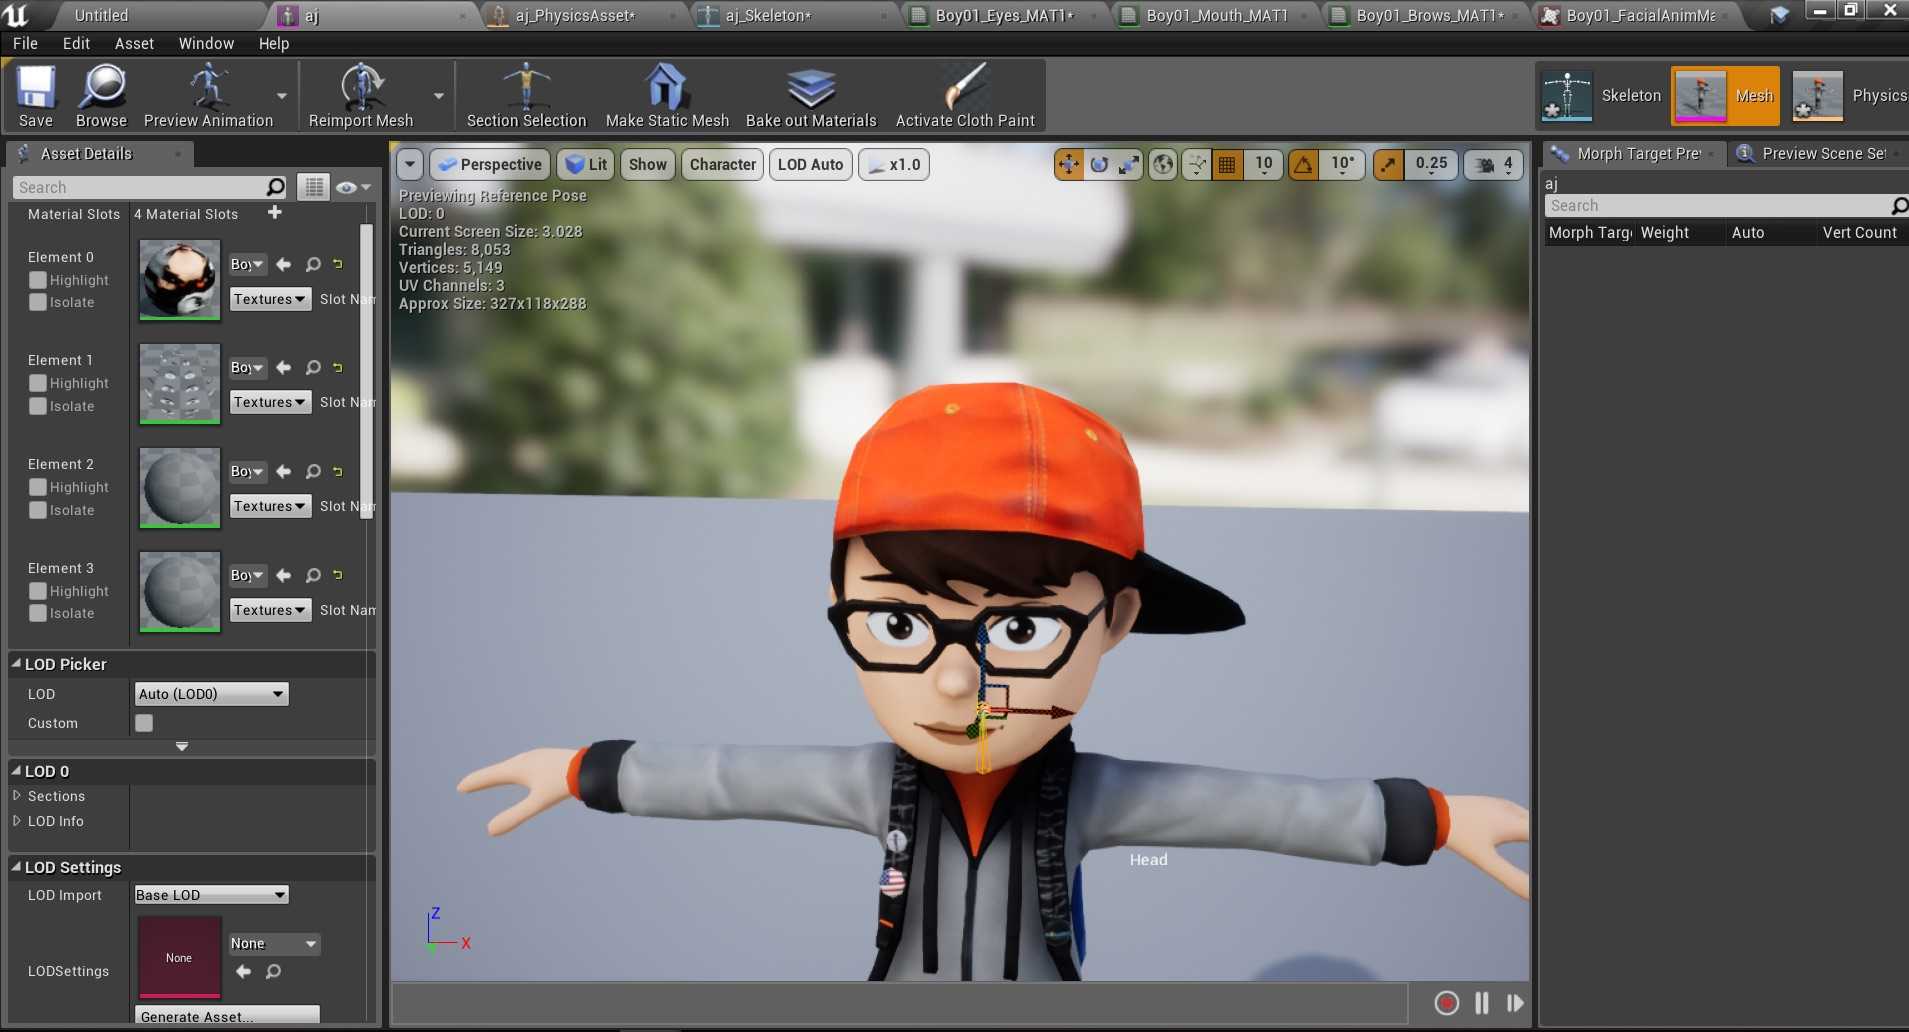 Untitled
aj
aj_PhysicsAsset*
aj_Skeleton*
Boy01_Eyes_MAT1*
Boy01_Mouth_MAT1
Boy01_Brows_MAT1*
Boy01_FacialAnimMa
File Edit Asset Window Help
Save
Browse
Preview Animation
Reimport Mesh
Section Selection
Make Static Mesh
Bake out Materials
Activate Cloth Paint
Skeleton
Mesh
Physics
Asset Details
Search
Material Slots
4 Material Slots
Element 0
Highlight
Isolate
Boy
Textures
Slot Nam
Element 1
Highlight
Isolate
Boy
Textures
Slot Nam
Element 2
Highlight
Isolate
Boy
Textures
Slot Nam
Element 3
Highlight
Isolate
Boy
Textures
Slot Nam
LOD Picker
LOD
Auto (LOD0)
Custom
LOD 0
Sections
LOD Info
LOD Settings
LOD Import
Base LOD
None
None
LODSettings
Generate Asset...
Perspective
Lit
Show
Character
LOD Auto
x1.0
10
10°
0.25
4
Previewing Reference Pose
LOD: 0
Current Screen Size: 3.028
Triangles: 8,053
Vertices: 5,149
UV Channels: 3
Approx Size: 327x118x288
Head
Z
X
Morph Target Pre
Preview Scene Set
aj
Search
Morph Targ
Weight
Auto
Vert Count